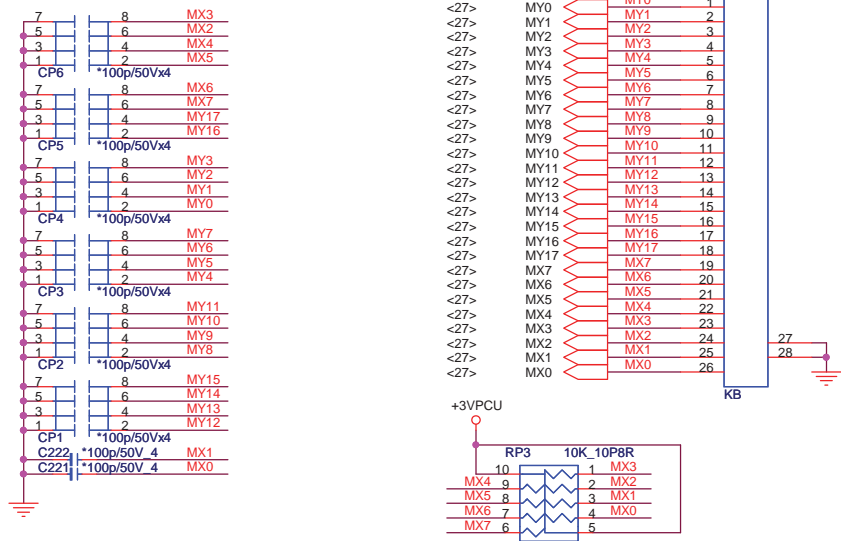 7 8 MX3
5 6 MX2
3 4 MX4
1 2 MX5
CP6 *100p/50Vx4
7 8 MX6
5 6 MX7
3 4 MY17
1 2 MY16
CP5 *100p/50Vx4
7 8 MY3
5 6 MY2
3 4 MY1
1 2 MY0
CP4 *100p/50Vx4
7 8 MY7
5 6 MY6
3 4 MY5
1 2 MY4
CP3 *100p/50Vx4
7 8 MY11
5 6 MY10
3 4 MY9
1 2 MY8
CP2 *100p/50Vx4
7 8 MY15
5 6 MY14
3 4 MY13
1 2 MY12
CP1 *100p/50Vx4
C222 *100p/50V_4 MX1
C221 *100p/50V_4 MX0
<27> MY0 MY0 1
<27> MY1 MY1 2
<27> MY2 MY2 3
<27> MY3 MY3 4
<27> MY4 MY4 5
<27> MY5 MY5 6
<27> MY6 MY6 7
<27> MY7 MY7 8
<27> MY8 MY8 9
<27> MY9 MY9 10
<27> MY10 MY10 11
<27> MY11 MY11 12
<27> MY12 MY12 13
<27> MY13 MY13 14
<27> MY14 MY14 15
<27> MY15 MY15 16
<27> MY16 MY16 17
<27> MY17 MY17 18
<27> MX7 MX7 19
<27> MX6 MX6 20
<27> MX5 MX5 21
<27> MX4 MX4 22
<27> MX3 MX3 23
<27> MX2 MX2 24 27
<27> MX1 MX1 25 28
<27> MX0 MX0 26
KB
+3VPCU
RP3 10K_10P8R
10 1 MX3
MX4 9 2 MX2
MX5 8 3 MX1
MX6 7 4 MX0
MX7 6 5